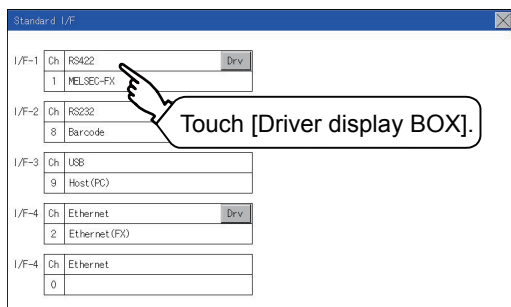 Standard I/F
I/F-1 Ch RS422 Drv
1 MELSEC-FX
I/F-2 Ch RS232
8 Barcode
Touch [Driver display BOX].
I/F-3 Ch USB
9 Host(PC)
I/F-4 Ch Ethernet Drv
2 Ethernet(FX)
I/F-4 Ch Ethernet
0